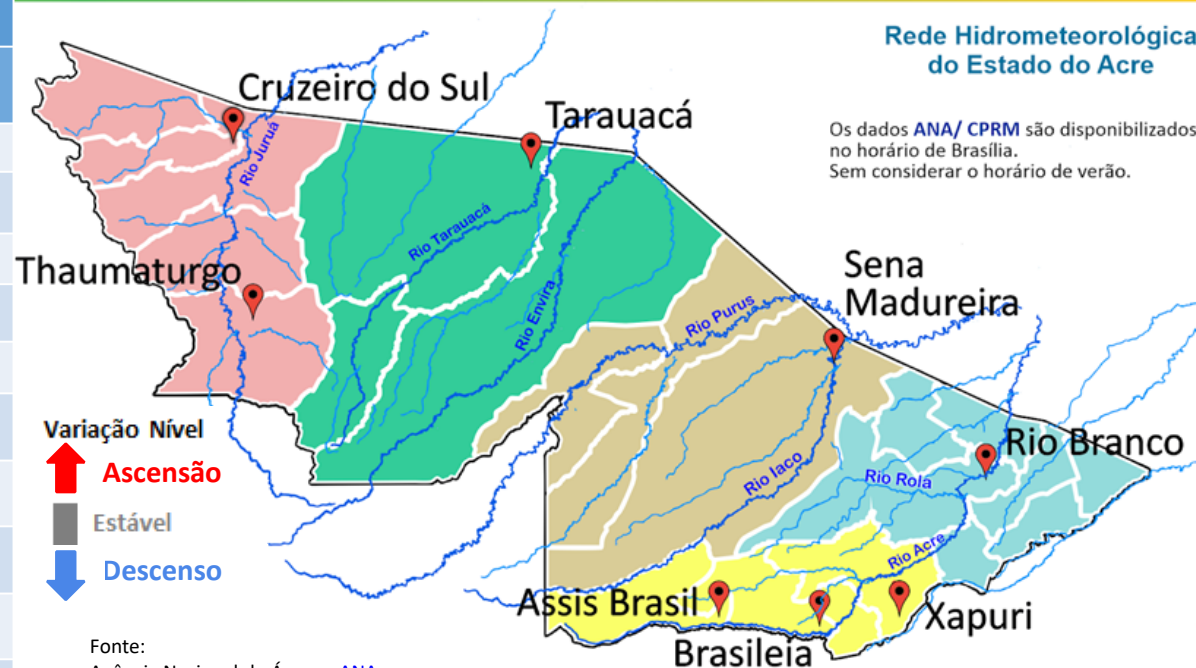 Rede Hidrometeorológica
do Estado do Acre
Os dados ANA/ CPRM são disponibilizados
no horário de Brasília.
Sem considerar o horário de verão.
Cruzeiro do Sul
Tarauacá
Rio Juruá
Rio Tarauacá
Thaumaturgo
Rio Envira
Sena
Madureira
Rio Purus
Variação Nível
Ascensão
Estável
Descenso
Rio Branco
Rio Iaco
Rio Rola
Rio Acre
Assis Brasil
Xapuri
Brasileia
Fonte: